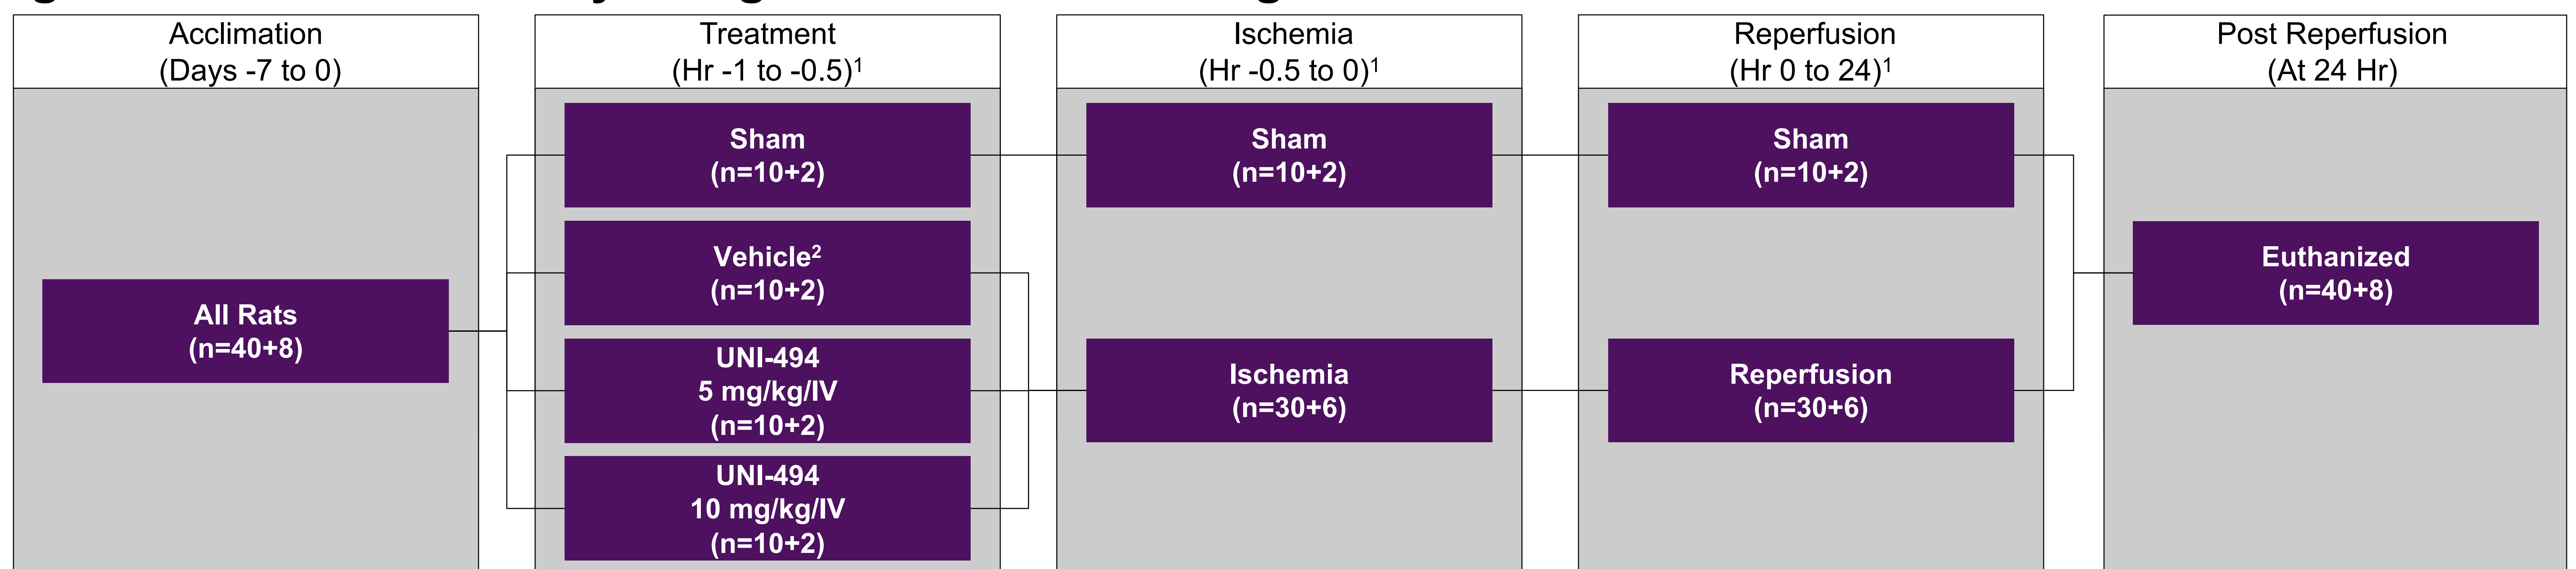 Acclimation
(Days -7 to 0)
All Rats
(n=40+8)
Treatment
(Hr -1 to -0.5)¹
Sham
(n=10+2)
Vehicle²
(n=10+2)
UNI-494
5 mg/kg/IV
(n=10+2)
UNI-494
10 mg/kg/IV
(n=10+2)
Ischemia
(Hr -0.5 to 0)¹
Sham
(n=10+2)
Ischemia
(n=30+6)
Reperfusion
(Hr 0 to 24)¹
Sham
(n=10+2)
Reperfusion
(n=30+6)
Post Reperfusion
(At 24 Hr)
Euthanized
(n=40+8)